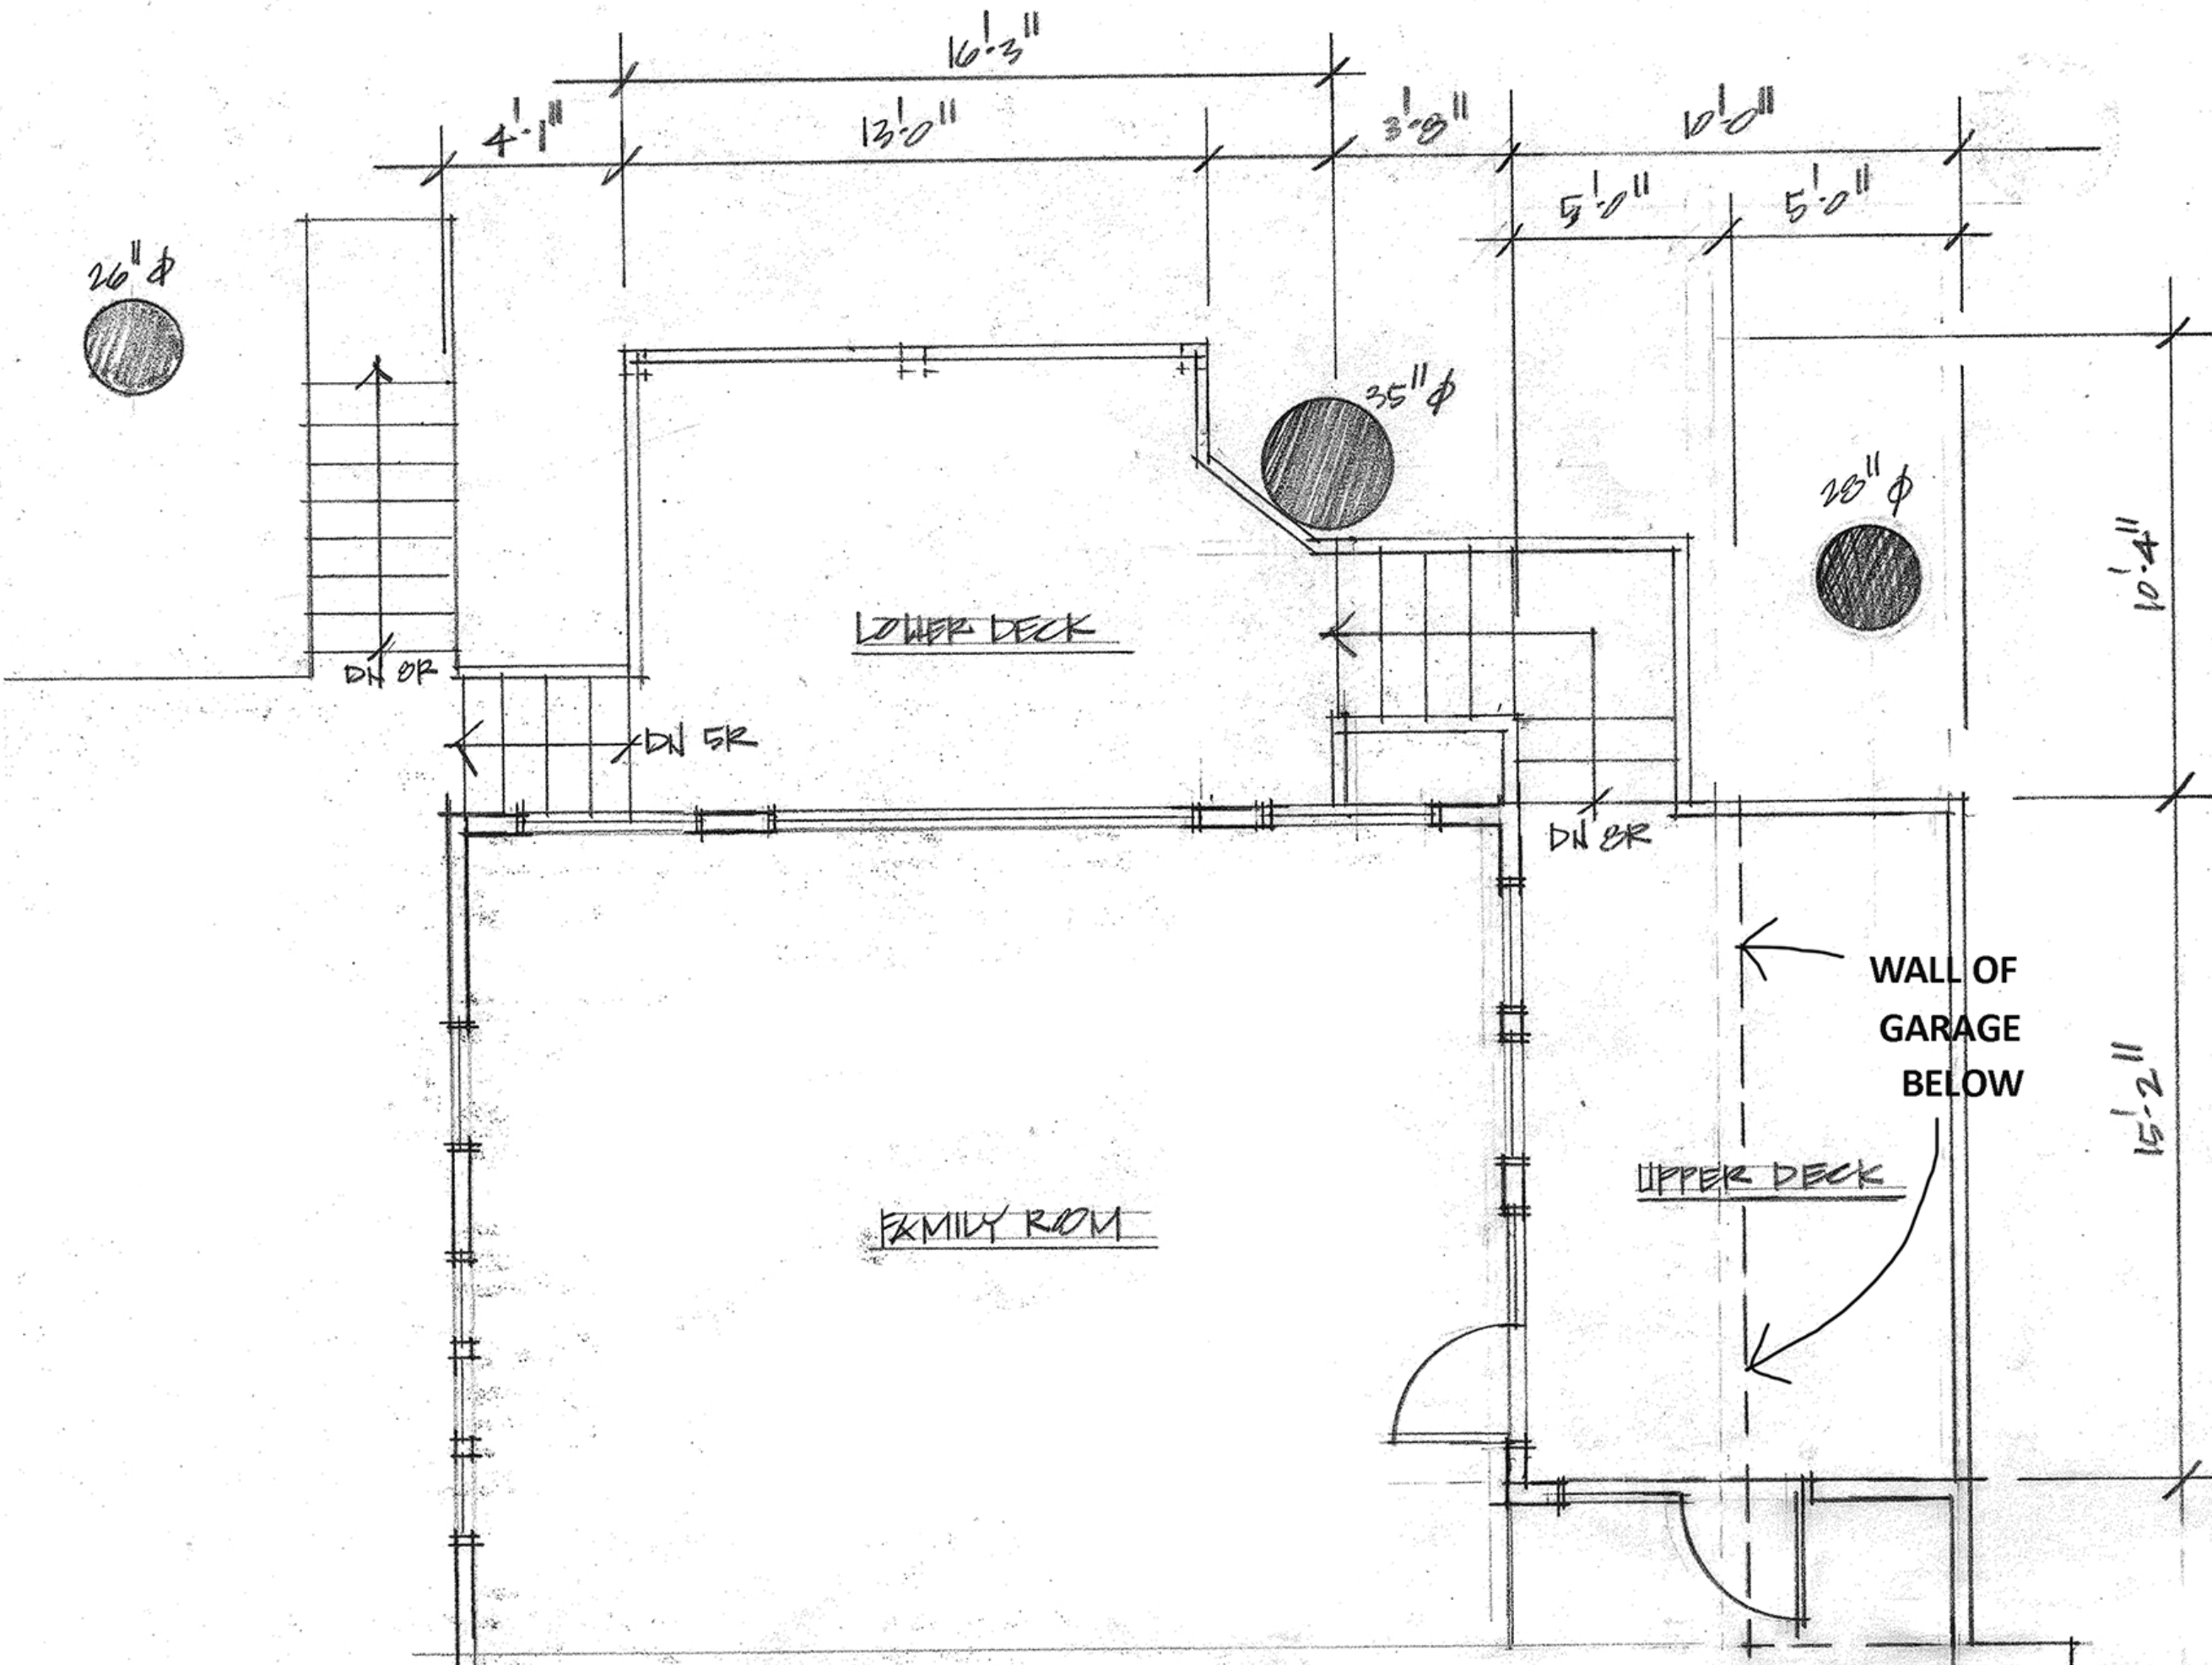 16'-3"
4'-1"
13'-0"
3'-8"
10'-0"
5'-0"
5'-0"
26"ϕ
35"ϕ
28"ϕ
10'-4"
LOWER DECK
DN 8R
DN 5R
DN 8R
WALL OF
GARAGE
BELOW
15'-2"
UPPER DECK
FAMILY ROOM